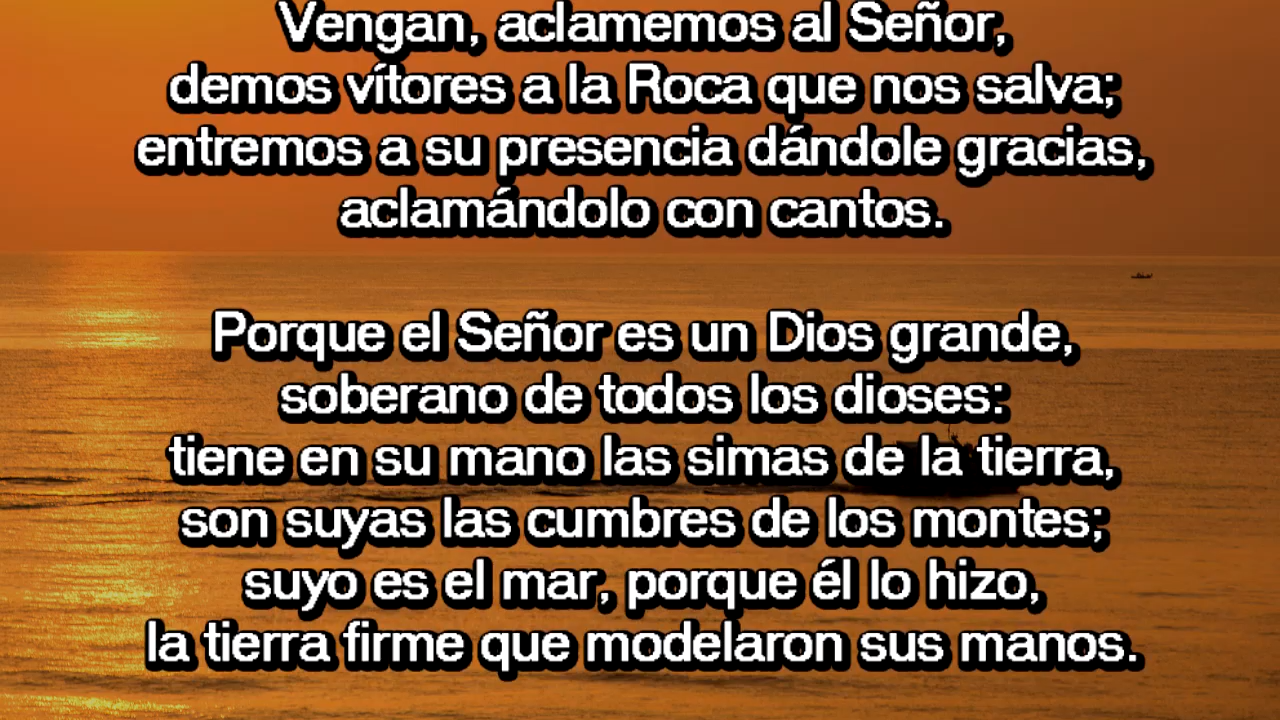 Vengan, aclamemos al Señor,
demos vítores a la Roca que nos salva;
entremos a su presencia dándole gracias,
aclamándolo con cantos.
Porque el Señor es un Dios grande,
soberano de todos los dioses:
tiene en su mano las simas de la tierra,
son suyas las cumbres de los montes;
suyo es el mar, porque él lo hizo,
la tierra firme que modelaron sus manos.